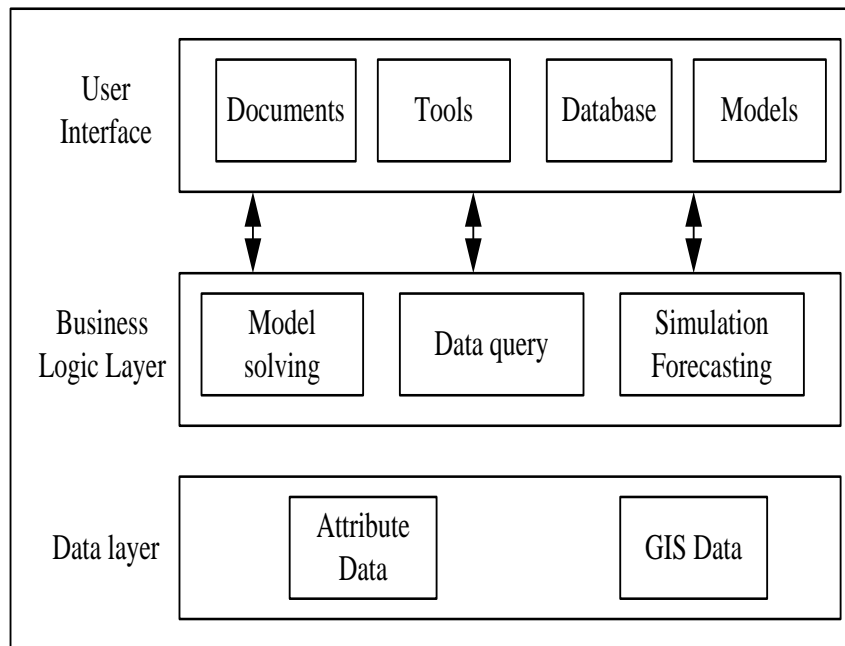 User
Interface
Documents
Tools
Database
Models
Business
Logic Layer
Model
solving
Data query
Simulation
Forecasting
Data layer
Attribute
Data
GIS Data